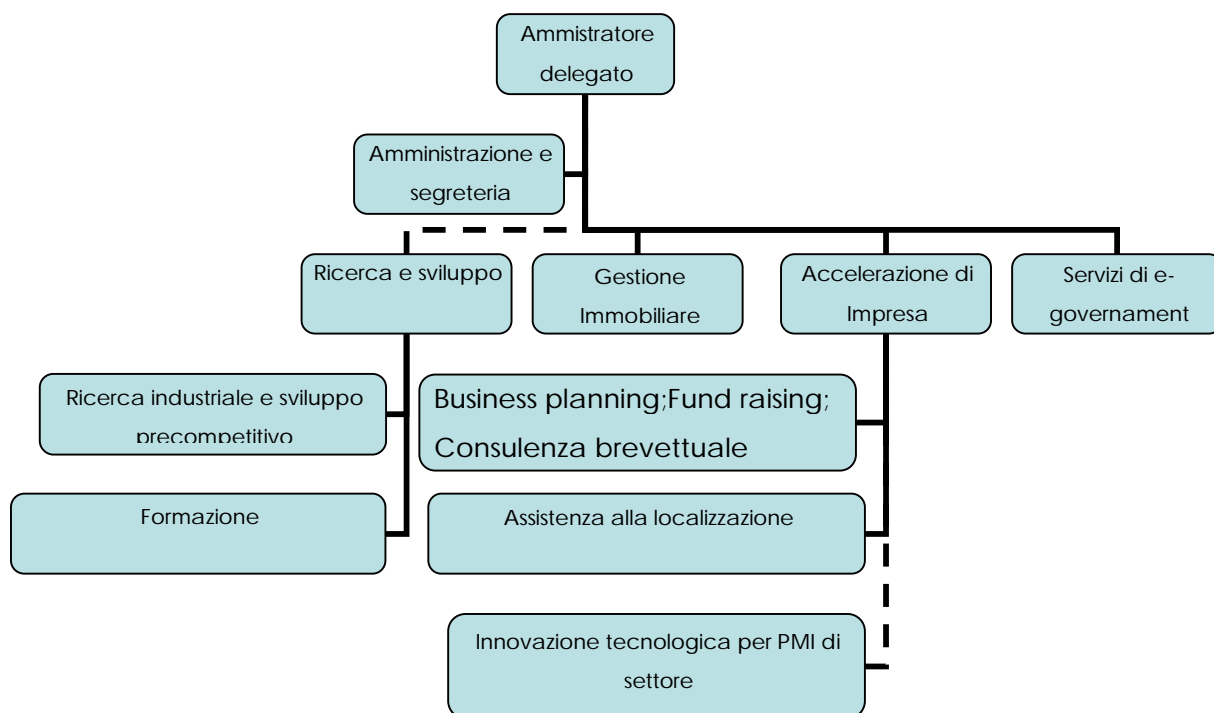 Ammistratore
delegato
Amministrazione e
segreteria
Ricerca e sviluppo
Gestione
Immobiliare
Accelerazione di
Impresa
Servizi di e-
governament
Ricerca industriale e sviluppo
precompetitivo
Business planning;Fund raising;
Consulenza brevettuale
Formazione
Assistenza alla localizzazione
Innovazione tecnologica per PMI di
settore